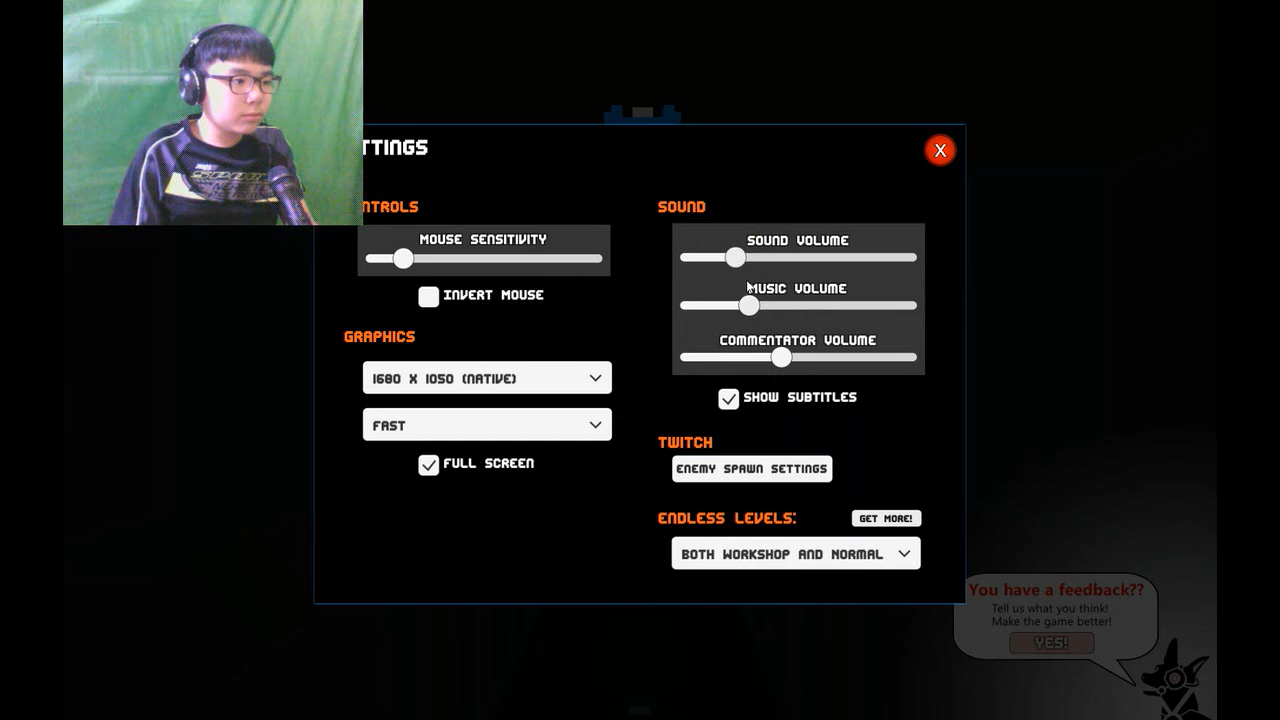 TTINGS
X
NTROLS
MOUSE SENSITIVITY
INVERT MOUSE
GRAPHICS
1680 X 1050 (NATIVE)
FAST
FULL SCREEN
SOUND
SOUND VOLUME
MUSIC VOLUME
COMMENTATOR VOLUME
SHOW SUBTITLES
TWITCH
ENEMY SPAWN SETTINGS
ENDLESS LEVELS:
GET MORE!
BOTH WORKSHOP AND NORMAL
You have a feedback??
Tell us what you think!
Make the game better!
YES!